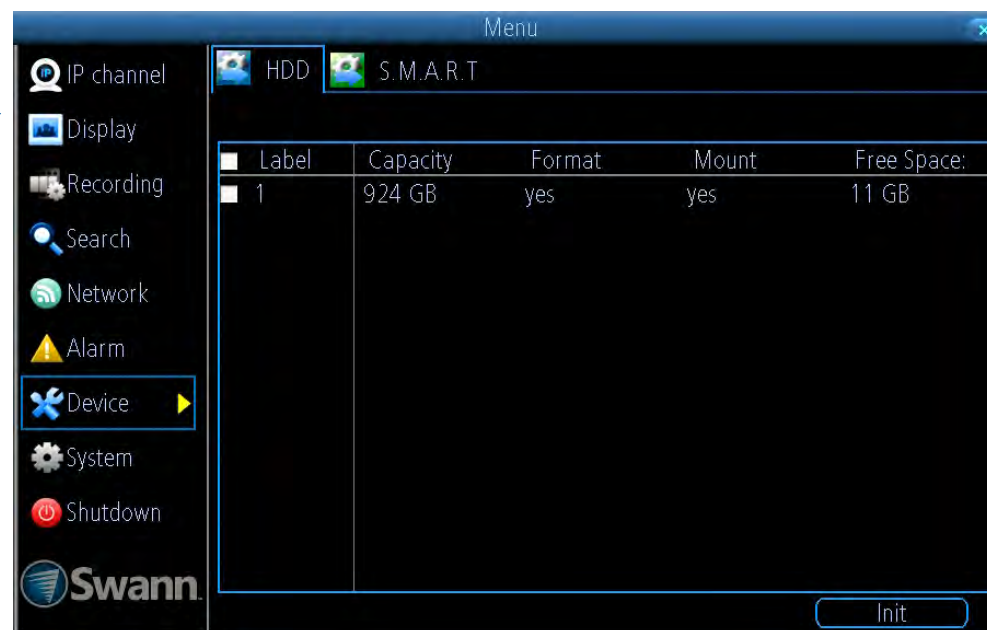 Menu
IP channel
Display
Recording
Search
Network
Alarm
Device
System
Shutdown
Swann
HDD S.M.A.R.T
Label Capacity Format Mount Free Space:
1 924 GB yes yes 11 GB
Init